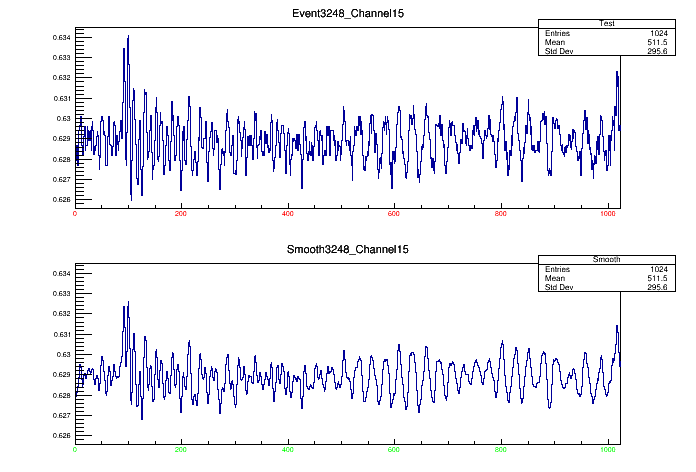 Event3248_Channel15
Test
Entries 1024
Mean 511.5
Std Dev 295.6
0.634
0.633
0.632
0.631
0.63
0.629
0.628
0.627
0.626
0 200 400 600 800 1000
Smooth3248_Channel15
Smooth
Entries 1024
Mean 511.5
Std Dev 295.6
0.634
0.633
0.632
0.631
0.63
0.629
0.628
0.627
0.626
0 200 400 600 800 1000